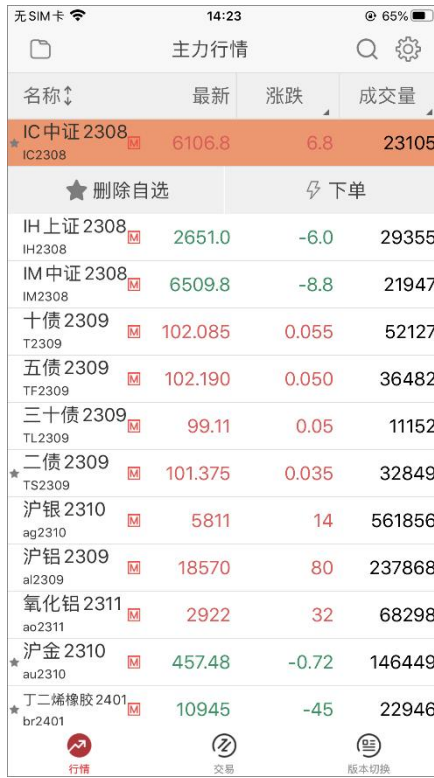 无SIM卡 14:23 65%
主力行情
名称 最新 涨跌 成交量
IC中证2308 M 6106.8 6.8 23105
IC2308
删除自选 下单
IH上证2308 M 2651.0 -6.0 29355
IH2308
IM中证2308 M 6509.8 -8.8 21947
IM2308
十债2309 M 102.085 0.055 52127
T2309
五债2309 M 102.190 0.050 36482
TF2309
三十债2309 M 99.11 0.05 11152
TL2309
二债2309 M 101.375 0.035 32849
TS2309
沪银2310 M 5811 14 561856
ag2310
沪铝2309 M 18570 80 237868
al2309
氧化铝2311 M 2922 32 68298
ao2311
沪金2310 M 457.48 -0.72 146449
au2310
丁二烯橡胶2401 M 10945 -45 22946
br2401
行情 交易 版本切换